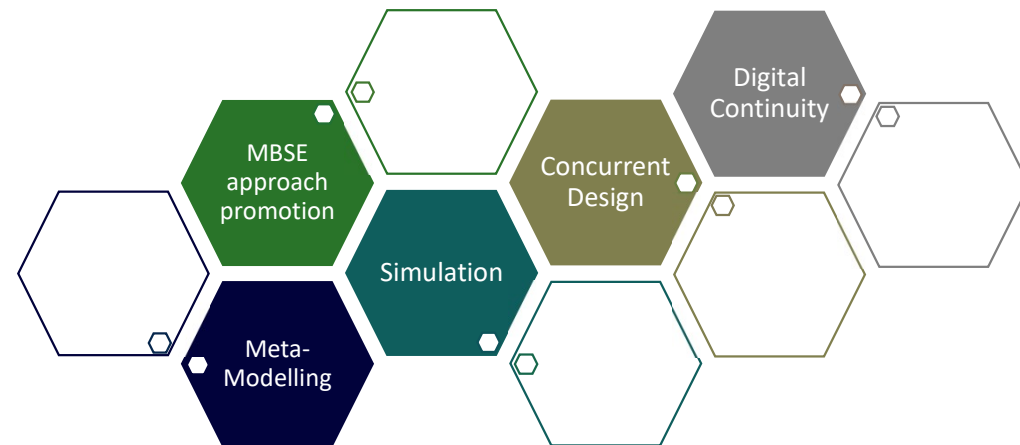 MBSE
approach
promotion
Meta-
Modelling
Simulation
Concurrent
Design
Digital
Continuity